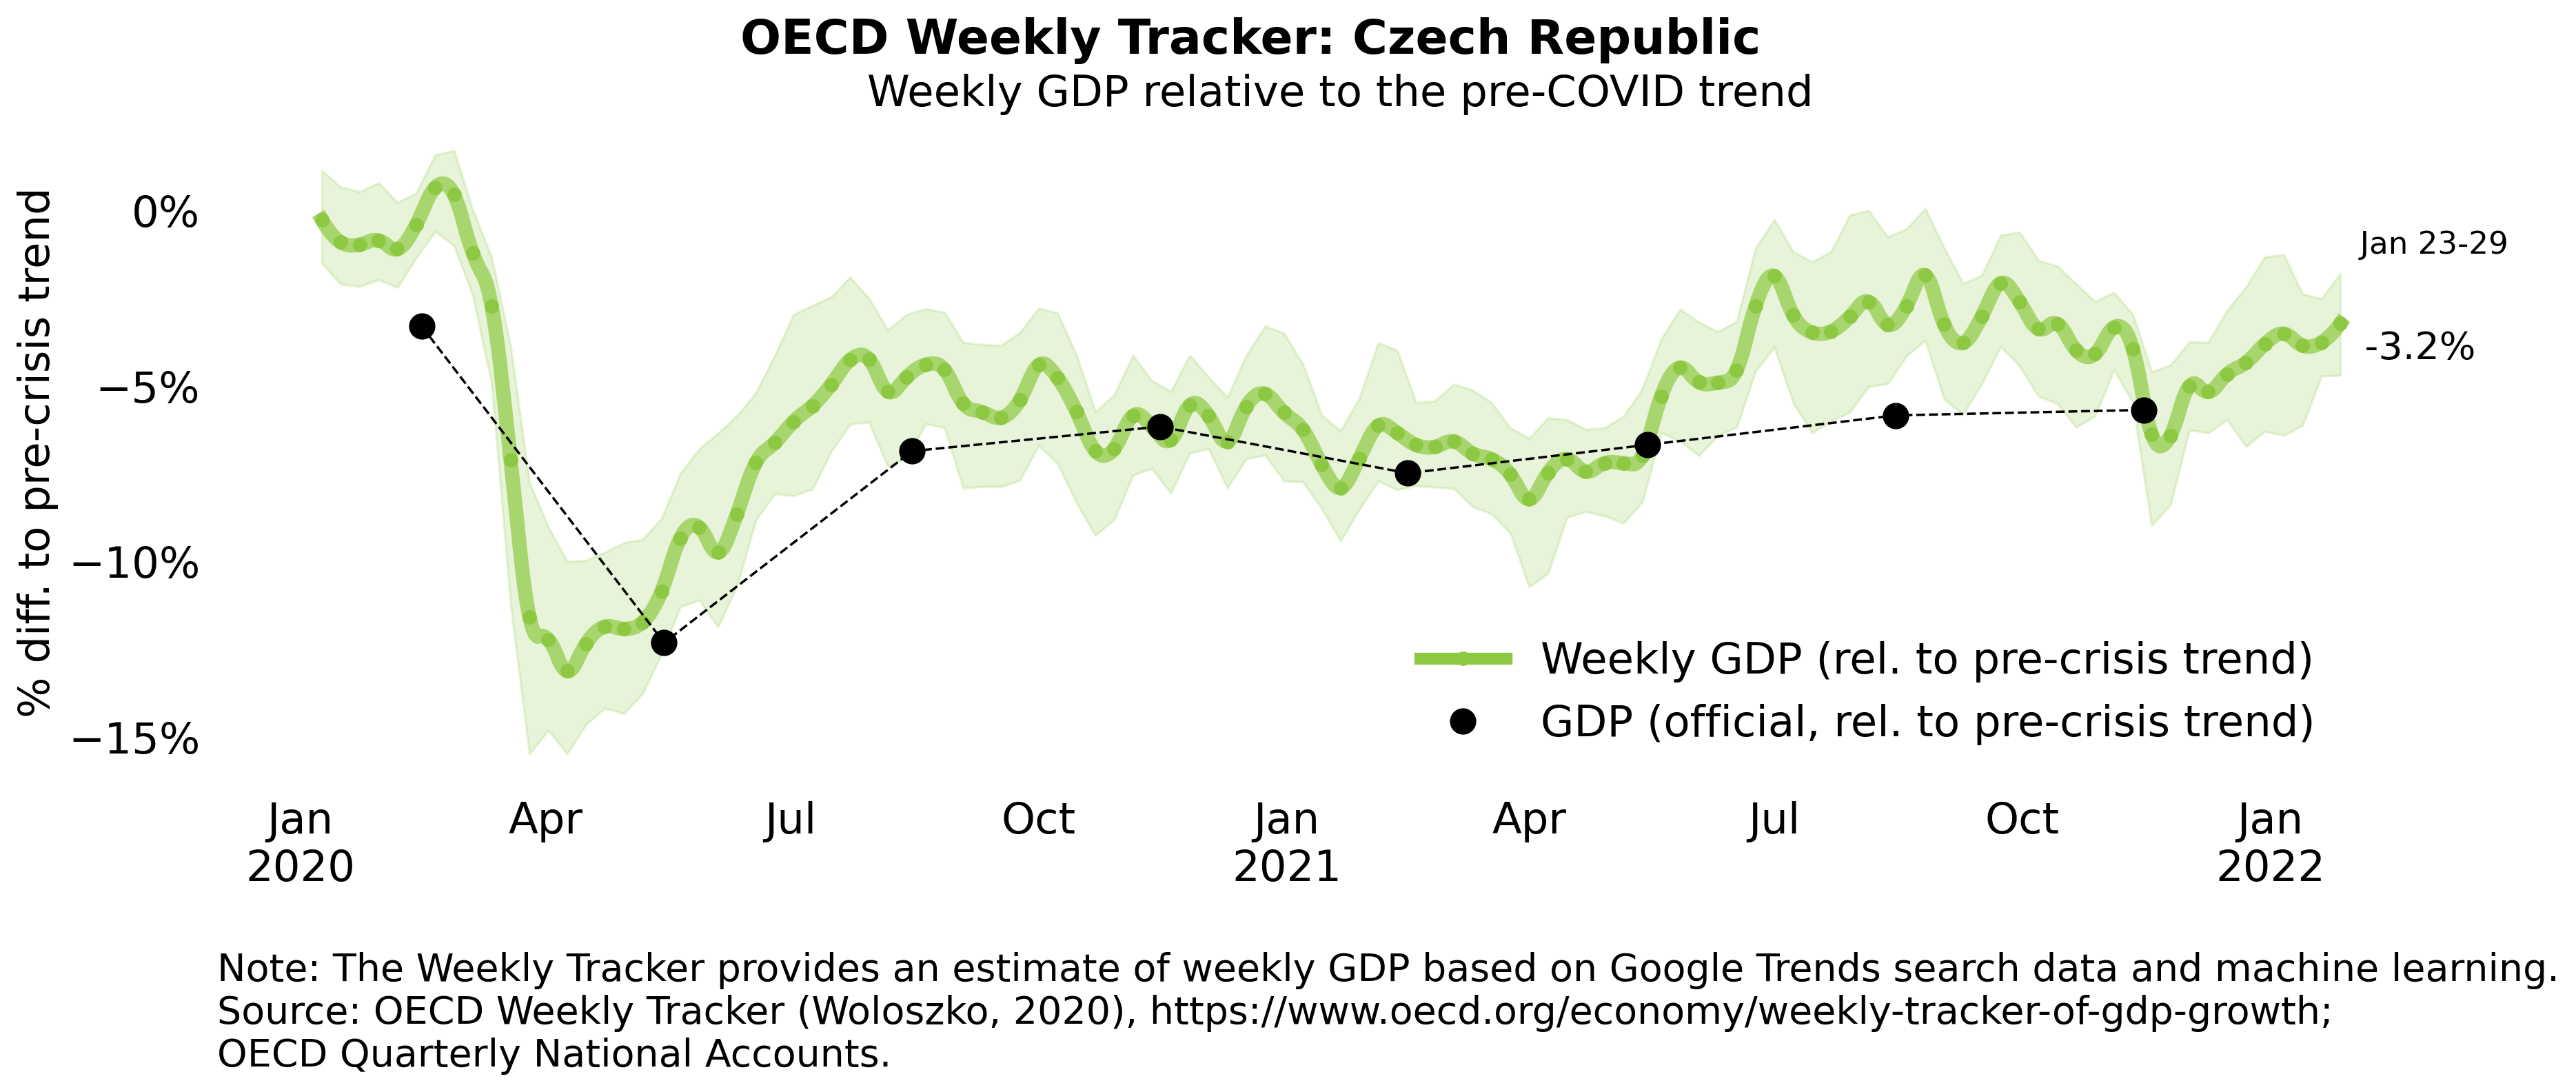 OECD Weekly Tracker: Czech Republic
Weekly GDP relative to the pre-COVID trend
% diff. to pre-crisis trend
0%
−5%
−10%
−15%
Jan 23-29
-3.2%
Weekly GDP (rel. to pre-crisis trend)
GDP (official, rel. to pre-crisis trend)
Jan Apr Jul Oct Jan Apr Jul Oct Jan
2020 2021 2022
Note: The Weekly Tracker provides an estimate of weekly GDP based on Google Trends search data and machine learning.
Source: OECD Weekly Tracker (Woloszko, 2020), https://www.oecd.org/economy/weekly-tracker-of-gdp-growth;
OECD Quarterly National Accounts.